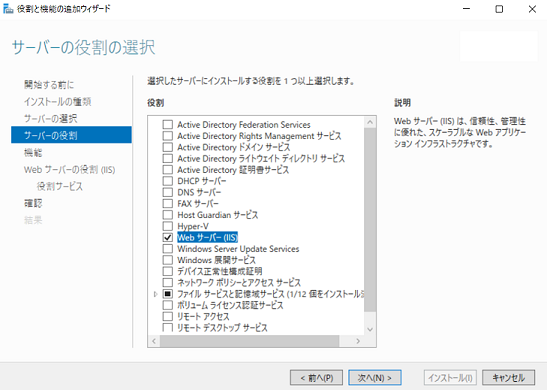 役割と機能の追加ウィザード
サーバーの役割の選択
開始する前に
インストールの種類
サーバーの選択
サーバーの役割
機能
Web サーバーの役割 (IIS)
役割サービス
確認
結果
選択したサーバーにインストールする役割を 1 つ以上選択します。
役割
Active Directory Federation Services
Active Directory Rights Management サービス
Active Directory ドメイン サービス
Active Directory ライトウェイト ディレクトリ サービス
Active Directory 証明書サービス
DHCP サーバー
DNS サーバー
FAX サーバー
Host Guardian サービス
Hyper-V
Web サーバー (IIS)
Windows Server Update Services
Windows 展開サービス
デバイス正常性構成証明
ネットワーク ポリシーとアクセス サービス
ファイル サービスと記憶域サービス (1/12 個をインストール
ボリューム ライセンス認証サービス
リモート アクセス
リモート デスクトップ サービス
説明
Web サーバー (IIS) は、信頼性、管理性
に優れた、スケーラブルな Web アプリケー
ション インフラストラクチャです。
< 前へ(P)
次へ(N) >
インストール(I)
キャンセル